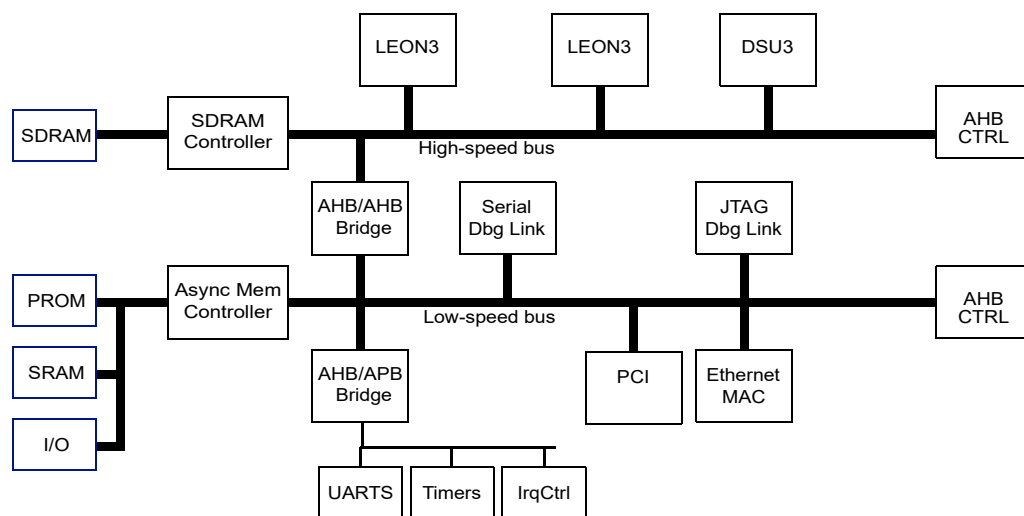 LEON3
LEON3
DSU3
SDRAM
SDRAM
Controller
AHB
CTRL
High-speed bus
AHB/AHB
Bridge
Serial
Dbg Link
JTAG
Dbg Link
PROM
Async Mem
Controller
AHB
CTRL
Low-speed bus
SRAM
AHB/APB
Bridge
PCI
Ethernet
MAC
I/O
UARTS
Timers
IrqCtrl